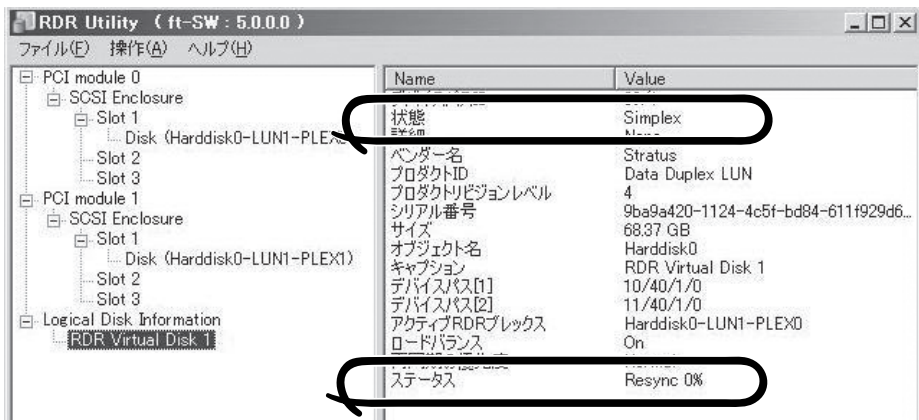 RDR Utility ( ft-SW : 5.0.0.0 )
ファイル(F) 操作(A) ヘルプ(H)
PCI module 0
SCSI Enclosure
Slot 1
Disk (Harddisk0-LUN1-PLEX
Slot 2
Slot 3
PCI module 1
SCSI Enclosure
Slot 1
Disk (Harddisk0-LUN1-PLEX1)
Slot 2
Slot 3
Logical Disk Information
RDR Virtual Disk 1
Name Value
状態 Simplex
ベンダー名 Stratus
プロダクトID Data Duplex LUN
プロダクトリビジョンレベル 4
シリアル番号 9ba9a420-1124-4c5f-bd84-611f929d6...
サイズ 68.37 GB
オブジェクト名 Harddisk0
キャプション RDR Virtual Disk 1
デバイスパス[1] 10/40/1/0
デバイスパス[2] 11/40/1/0
アクティブRDRプレックス Harddisk0-LUN1-PLEX0
ロードバランス On
ステータス Resync 0%